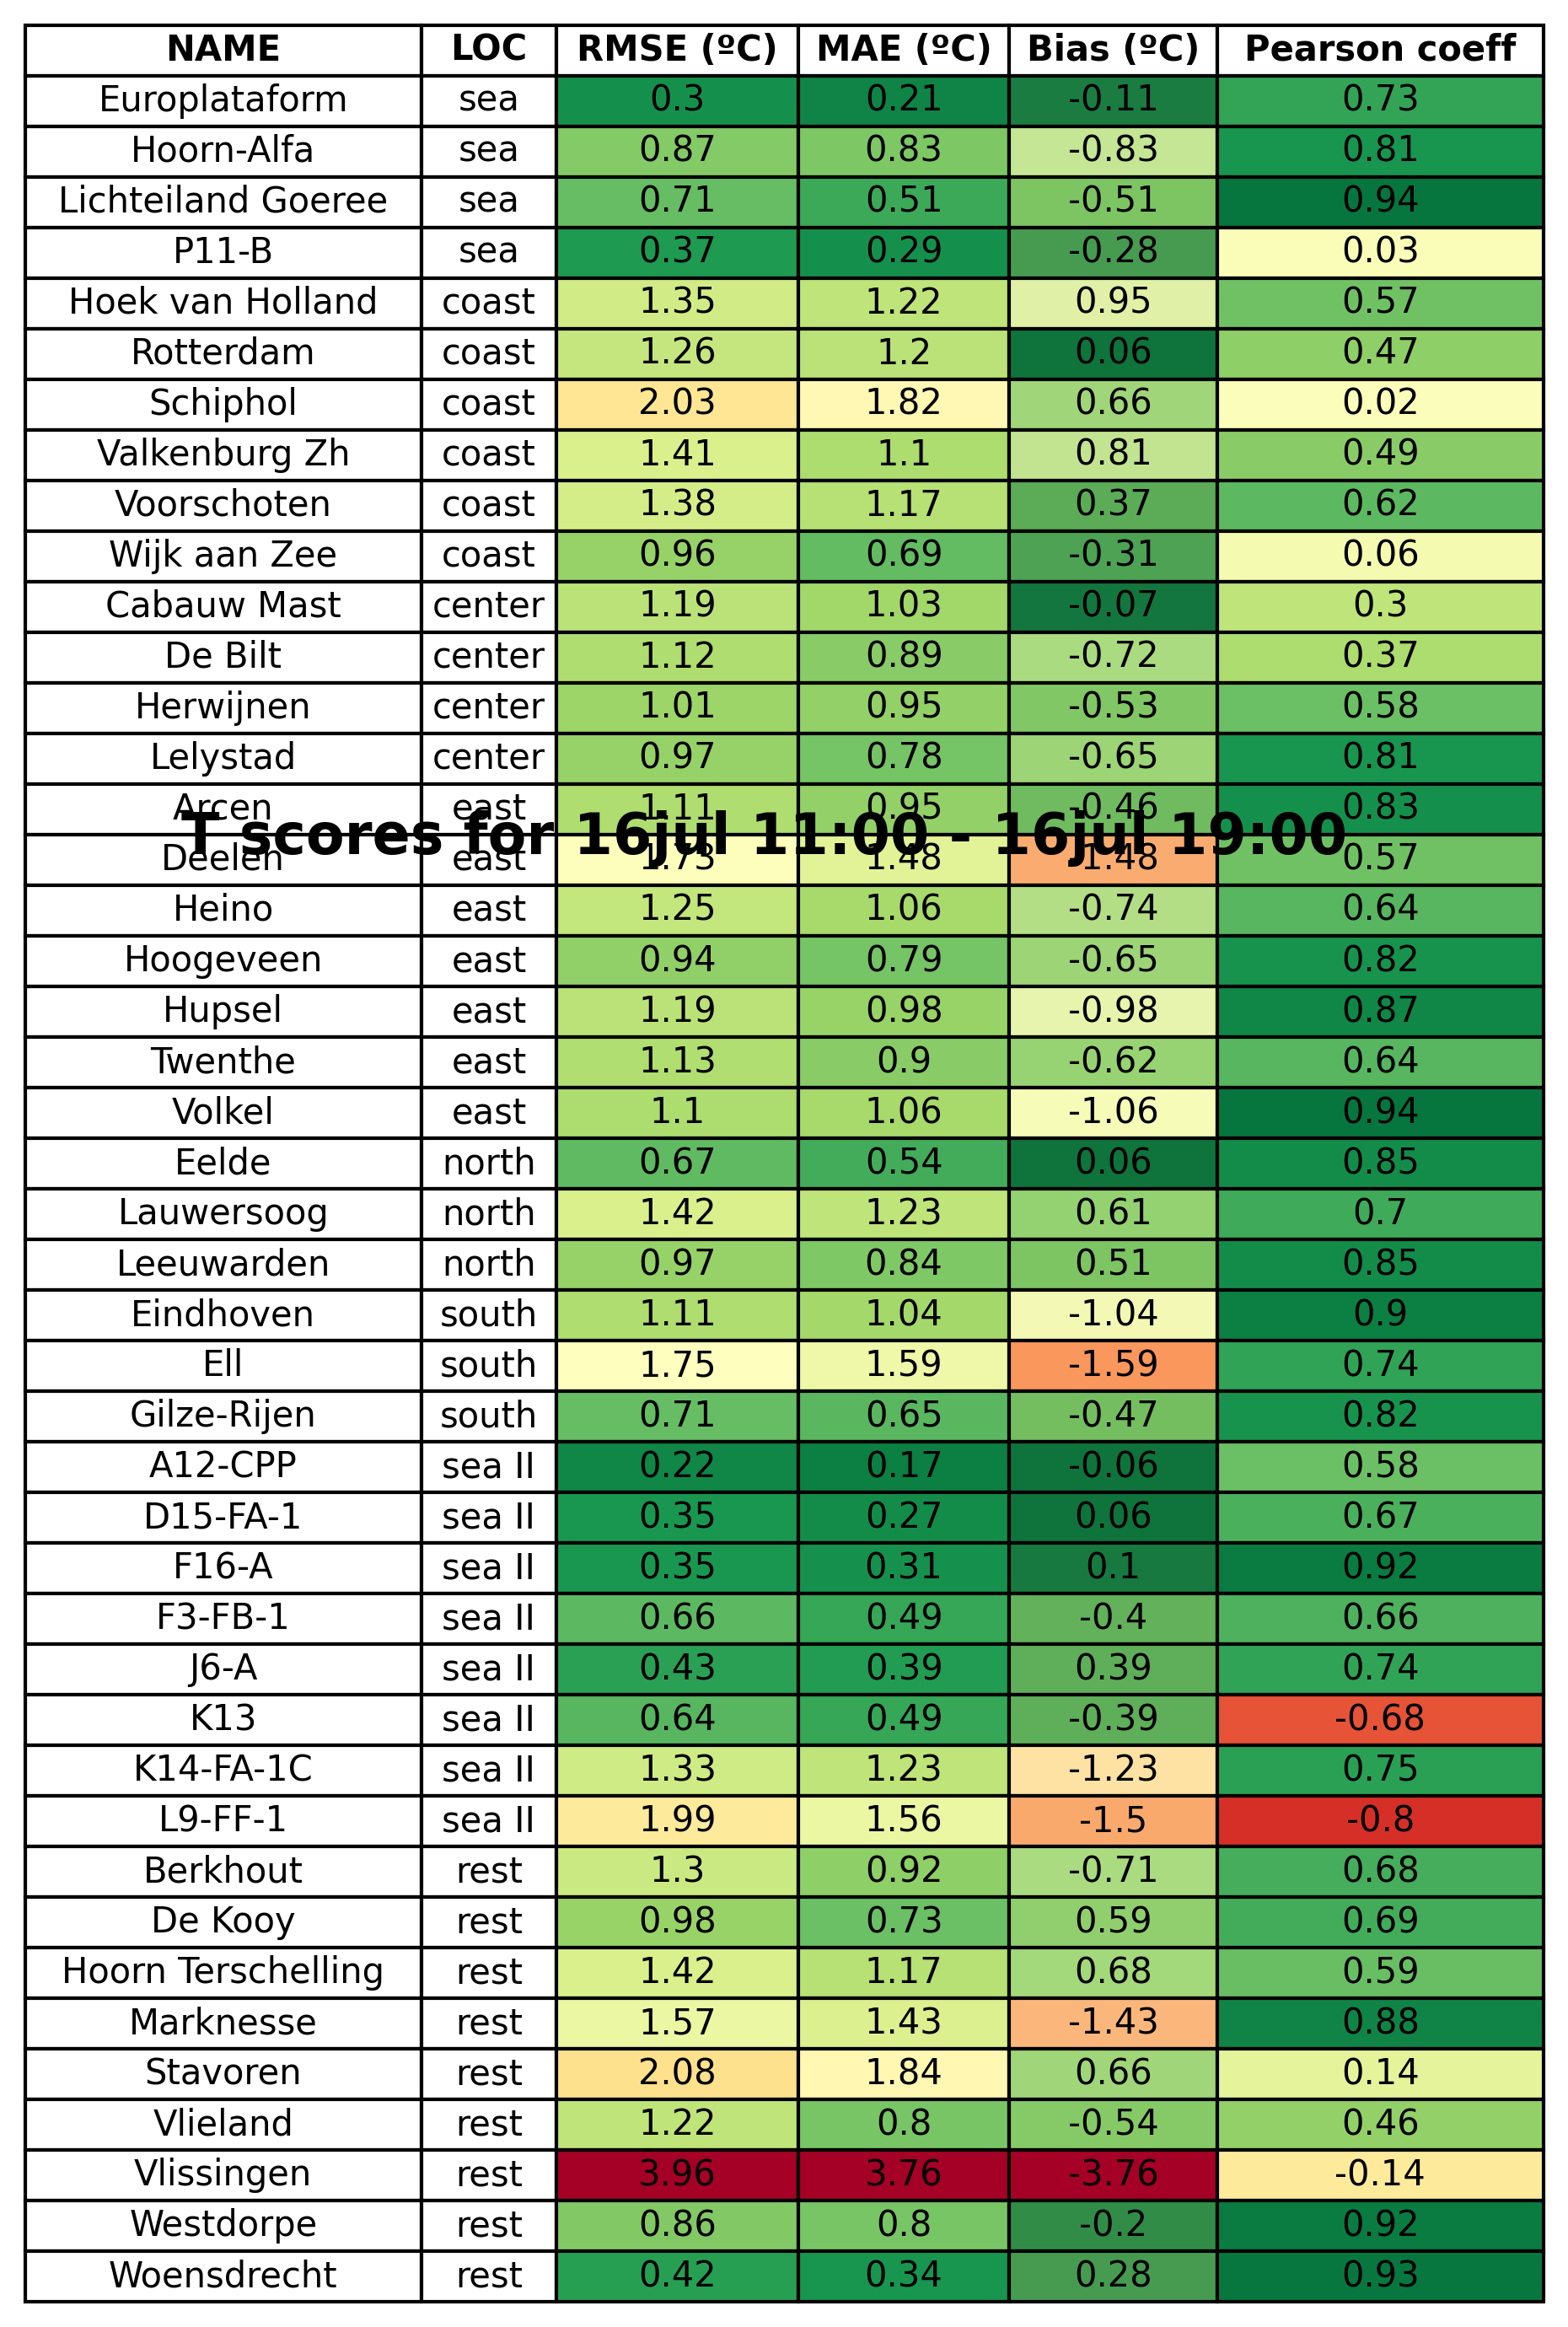 NAME LOC RMSE (ºC) MAE (ºC) Bias (ºC) Pearson coeff
Europlataform sea 0.3 0.21 -0.11 0.73
Hoorn-Alfa sea 0.87 0.83 -0.83 0.81
Lichteiland Goeree sea 0.71 0.51 -0.51 0.94
P11-B sea 0.37 0.29 -0.28 0.03
Hoek van Holland coast 1.35 1.22 0.95 0.57
Rotterdam coast 1.26 1.2 0.06 0.47
Schiphol coast 2.03 1.82 0.66 0.02
Valkenburg Zh coast 1.41 1.1 0.81 0.49
Voorschoten coast 1.38 1.17 0.37 0.62
Wijk aan Zee coast 0.96 0.69 -0.31 0.06
Cabauw Mast center 1.19 1.03 -0.07 0.3
De Bilt center 1.12 0.89 -0.72 0.37
Herwijnen center 1.01 0.95 -0.53 0.58
Lelystad center 0.97 0.78 -0.65 0.81
Arcen east 1.11 0.95 -0.46 0.83
T scores for 16jul 11:00 - 16jul 19:00
Deelen east 1.73 1.48 -1.48 0.57
Heino east 1.25 1.06 -0.74 0.64
Hoogeveen east 0.94 0.79 -0.65 0.82
Hupsel east 1.19 0.98 -0.98 0.87
Twenthe east 1.13 0.9 -0.62 0.64
Volkel east 1.1 1.06 -1.06 0.94
Eelde north 0.67 0.54 0.06 0.85
Lauwersoog north 1.42 1.23 0.61 0.7
Leeuwarden north 0.97 0.84 0.51 0.85
Eindhoven south 1.11 1.04 -1.04 0.9
Ell south 1.75 1.59 -1.59 0.74
Gilze-Rijen south 0.71 0.65 -0.47 0.82
A12-CPP sea II 0.22 0.17 -0.06 0.58
D15-FA-1 sea II 0.35 0.27 0.06 0.67
F16-A sea II 0.35 0.31 0.1 0.92
F3-FB-1 sea II 0.66 0.49 -0.4 0.66
J6-A sea II 0.43 0.39 0.39 0.74
K13 sea II 0.64 0.49 -0.39 -0.68
K14-FA-1C sea II 1.33 1.23 -1.23 0.75
L9-FF-1 sea II 1.99 1.56 -1.5 -0.8
Berkhout rest 1.3 0.92 -0.71 0.68
De Kooy rest 0.98 0.73 0.59 0.69
Hoorn Terschelling rest 1.42 1.17 0.68 0.59
Marknesse rest 1.57 1.43 -1.43 0.88
Stavoren rest 2.08 1.84 0.66 0.14
Vlieland rest 1.22 0.8 -0.54 0.46
Vlissingen rest 3.96 3.76 -3.76 -0.14
Westdorpe rest 0.86 0.8 -0.2 0.92
Woensdrecht rest 0.42 0.34 0.28 0.93